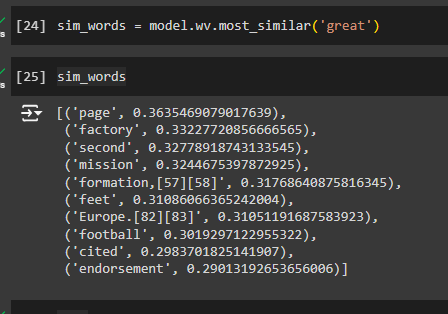 [24] sim_words = model.wv.most_similar('great')
[25] sim_words
[('page', 0.3635469079017639),
('factory', 0.33227720856666565),
('second', 0.32778918743133545),
('mission', 0.3244675397872925),
('formation,[57][58]', 0.31768640875816345),
('feet', 0.31086066365242004),
('Europe.[82][83]', 0.31051191687583923),
('football', 0.3019297122955322),
('cited', 0.2983701825141907),
('endorsement', 0.29013192653656006)]